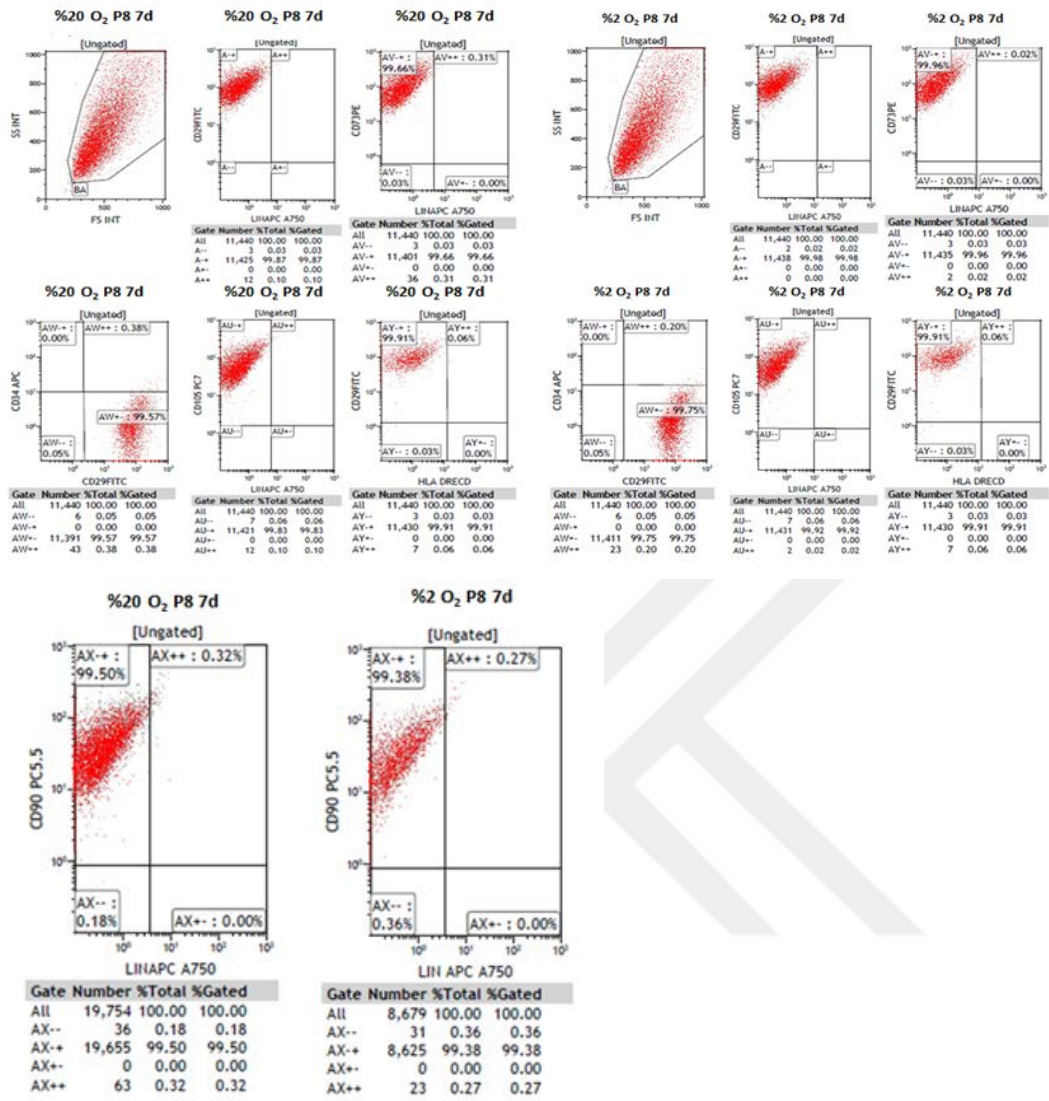 %20 O2 P8 7d
[Ungated]
1000
800
600
400
200
BA
500
1000
SS INT
FS INT
[Ungated]
A-+
A++
A--
A+-
CD29FITC
LINAPC A750
Gate Number %Total %Gated
All 11,440 100.00 100.00
A-- 3 0.03 0.03
A-+ 11,425 99.87 99.87
A+- 0 0.00 0.00
A++ 12 0.10 0.10
%20 O2 P8 7d
[Ungated]
AV-+ : 99.66%
AV++ : 0.31%
AV-- : 0.03%
AV+- : 0.00%
CD73PE
LINAPC A750
Gate Number %Total %Gated
All 11,440 100.00 100.00
AV-- 3 0.03 0.03
AV-+ 11,401 99.66 99.66
AV+- 0 0.00 0.00
AV++ 36 0.31 0.31
%2 O2 P8 7d
[Ungated]
1000
800
600
400
200
BA
500
1000
SS INT
FS INT
%2 O2 P8 7d
[Ungated]
A-+
A++
A--
A+-
CD29FITC
LINAPC A750
Gate Number %Total %Gated
All 11,440 100.00 100.00
A-- 2 0.02 0.02
A-+ 11,438 99.98 99.98
A+- 0 0.00 0.00
A++ 0 0.00 0.00
%2 O2 P8 7d
[Ungated]
AV-+ : 99.96%
AV++ : 0.02%
AV-- : 0.03%
AV+- : 0.00%
CD73PE
LINAPC A750
Gate Number %Total %Gated
All 11,440 100.00 100.00
AV-- 3 0.03 0.03
AV-+ 11,435 99.96 99.96
AV+- 0 0.00 0.00
AV++ 2 0.02 0.02
%20 O2 P8 7d
[Ungated]
AW-+ : 0.00%
AW++ : 0.38%
AW+- : 99.57%
AW-- : 0.05%
CD34 APC
CD29FITC
Gate Number %Total %Gated
All 11,440 100.00 100.00
AW-- 6 0.05 0.05
AW-+ 0 0.00 0.00
AW+- 11,391 99.57 99.57
AW++ 43 0.38 0.38
%20 O2 P8 7d
[Ungated]
AU-+
AU++
AU--
AU+-
CD105 PC7
LINAPC A750
Gate Number %Total %Gated
All 11,440 100.00 100.00
AU-- 7 0.06 0.06
AU-+ 11,421 99.83 99.83
AU+- 0 0.00 0.00
AU++ 12 0.10 0.10
%20 O2 P8 7d
[Ungated]
AY-+ : 99.91%
AY++ : 0.06%
AY-- : 0.03%
AY+- : 0.00%
CD29FITC
HLA DRECD
Gate Number %Total %Gated
All 11,440 100.00 100.00
AY-- 3 0.03 0.03
AY-+ 11,430 99.91 99.91
AY+- 0 0.00 0.00
AY++ 7 0.06 0.06
%2 O2 P8 7d
[Ungated]
AW-+ : 0.00%
AW++ : 0.20%
AW+- : 99.75%
AW-- : 0.05%
CD34 APC
CD29FITC
Gate Number %Total %Gated
All 11,440 100.00 100.00
AW-- 6 0.05 0.05
AW-+ 0 0.00 0.00
AW+- 11,411 99.75 99.75
AW++ 23 0.20 0.20
%2 O2 P8 7d
[Ungated]
AU-+
AU++
AU--
AU+-
CD105 PC7
LINAPC A750
Gate Number %Total %Gated
All 11,440 100.00 100.00
AU-- 7 0.06 0.06
AU-+ 11,431 99.92 99.92
AU+- 0 0.00 0.00
AU++ 2 0.02 0.02
%2 O2 P8 7d
[Ungated]
AY-+ : 99.91%
AY++ : 0.06%
AY-- : 0.03%
AY+- : 0.00%
CD29FITC
HLA DRECD
Gate Number %Total %Gated
All 11,440 100.00 100.00
AY-- 3 0.03 0.03
AY-+ 11,430 99.91 99.91
AY+- 0 0.00 0.00
AY++ 7 0.06 0.06
%20 O2 P8 7d
[Ungated]
AX-+ : 99.50%
AX++ : 0.32%
AX-- : 0.18%
AX+- : 0.00%
CD90 PC5.5
LINAPC A750
Gate Number %Total %Gated
All 19,754 100.00 100.00
AX-- 36 0.18 0.18
AX-+ 19,655 99.50 99.50
AX+- 0 0.00 0.00
AX++ 63 0.32 0.32
%2 O2 P8 7d
[Ungated]
AX-+ : 99.38%
AX++ : 0.27%
AX-- : 0.36%
AX+- : 0.00%
CD90 PC5.5
LIN APC A750
Gate Number %Total %Gated
All 8,679 100.00 100.00
AX-- 31 0.36 0.36
AX-+ 8,625 99.38 99.38
AX+- 0 0.00 0.00
AX++ 23 0.27 0.27